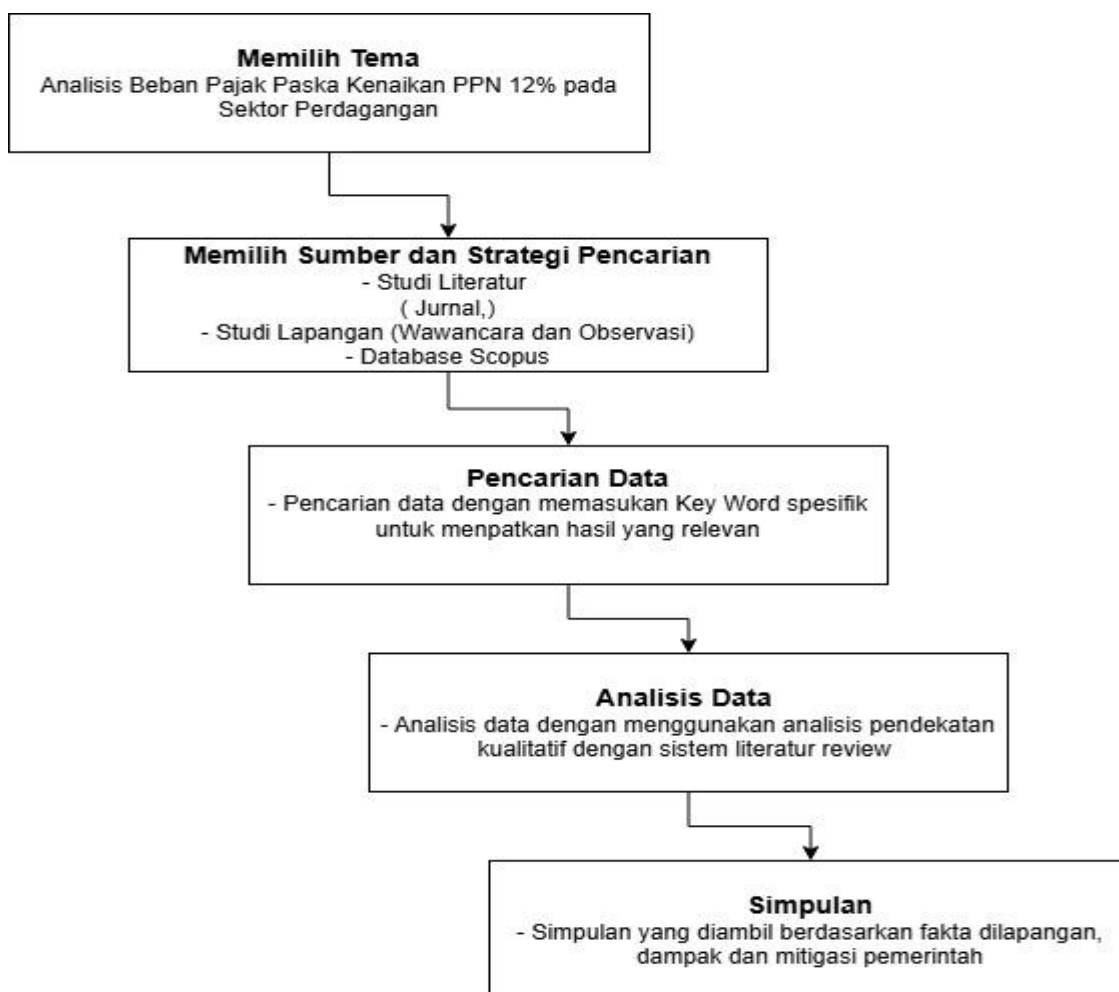 Memilih Tema
Analisis Beban Pajak Paska Kenaikan PPN 12% pada
Sektor Perdagangan
Memilih Sumber dan Strategi Pencarian
- Studi Literatur
( Jurnal,)
- Studi Lapangan (Wawancara dan Observasi)
- Database Scopus
Pencarian Data
- Pencarian data dengan memasukan Key Word spesifik
untuk menpatkan hasil yang relevan
Analisis Data
- Analisis data dengan menggunakan analisis pendekatan
kualitatif dengan sistem literatur review
Simpulan
- Simpulan yang diambil berdasarkan fakta dilapangan,
dampak dan mitigasi pemerintah